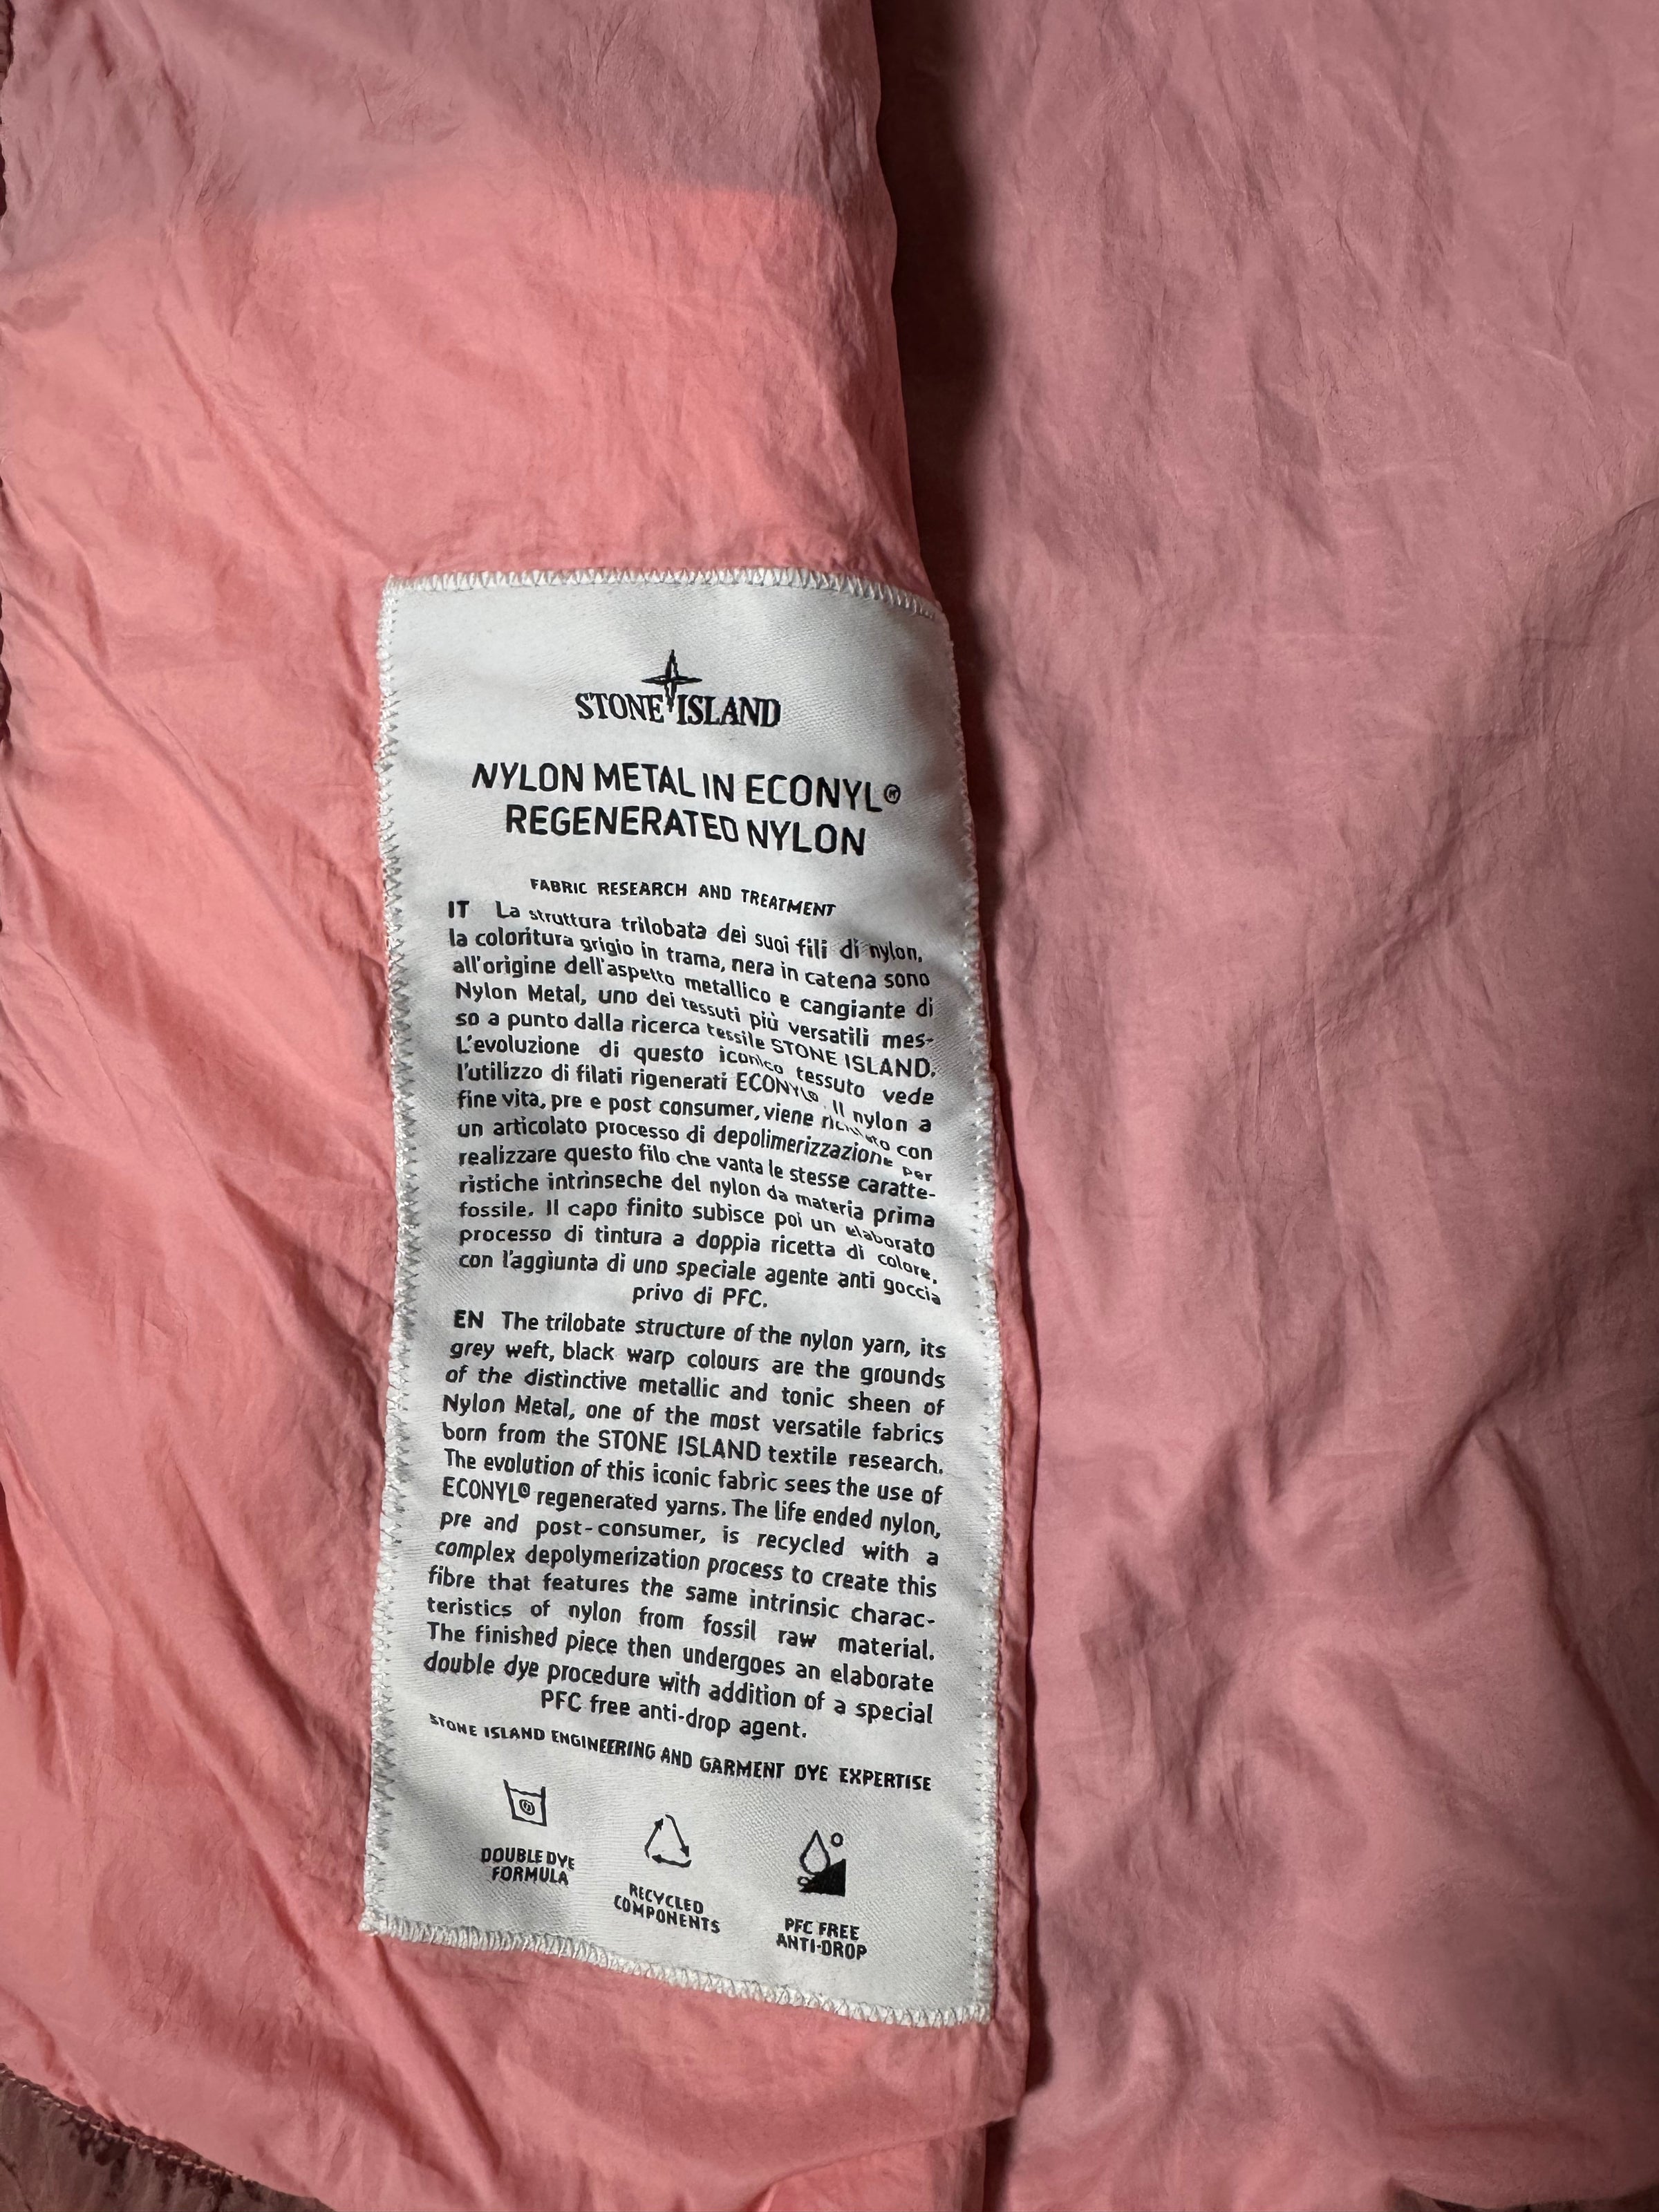 STONE ISLAND
NYLON METAL IN ECONYL®
REGENERATED NYLON
FABRIC RESEARCH AND TREATMENT
IT La struttura trilobata dei suoi fili di nylon,
la coloritura grigio in trama, nera in catena sono
all'origine dell'aspetto metallico e cangiante di
Nylon Metal, uno dei tessuti più versatili mes-
so a punto dalla ricerca tessile STONE ISLAND.
L'evoluzione di questo iconico tessuto vede
l'utilizzo di filati rigenerati ECONYL®. Il nylon a
fine vita, pre e post consumer, viene riciclato con
un articolato processo di depolimerizzazione per
realizzare questo filo che vanta le stesse caratte-
ristiche intrinseche del nylon da materia prima
fossile. Il capo finito subisce poi un elaborato
processo di tintura a doppia ricetta di colore,
con l'aggiunta di uno speciale agente anti goccia
privo di PFC.
EN The trilobate structure of the nylon yarn, its
grey weft, black warp colours are the grounds
of the distinctive metallic and tonic sheen of
Nylon Metal, one of the most versatile fabrics
born from the STONE ISLAND textile research.
The evolution of this iconic fabric sees the use of
ECONYL® regenerated yarns. The life ended nylon,
pre and post-consumer, is recycled with a
complex depolymerization process to create this
fibre that features the same intrinsic charac-
teristics of nylon from fossil raw material.
The finished piece then undergoes an elaborate
double dye procedure with addition of a special
PFC free anti-drop agent.
STONE ISLAND ENGINEERING AND GARMENT DYE EXPERTISE
DOUBLE DYE
FORMULA
RECYCLED
COMPONENTS
PFC FREE
ANTI-DROP